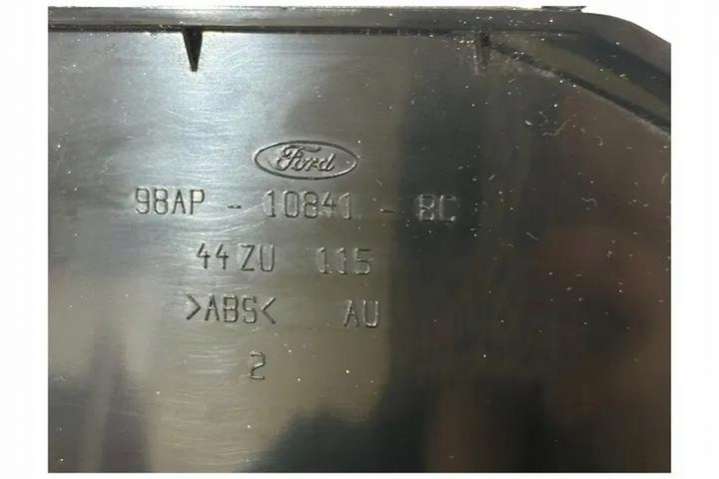 Ford
98AP - 10841 - BC
44ZU 115
>ABS< AU
2